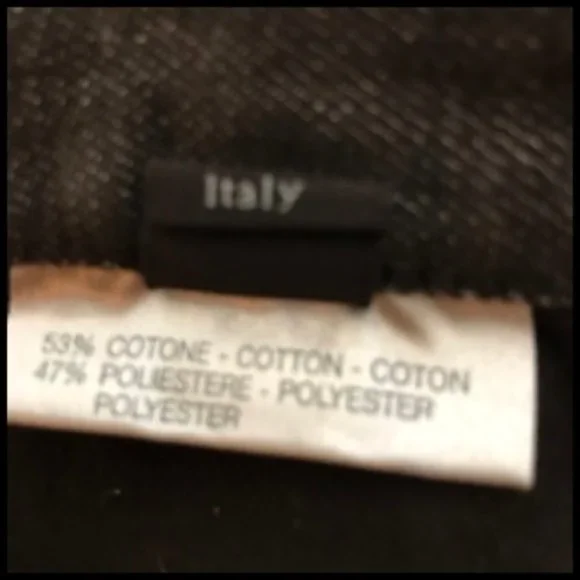 Italy
53% COTONE - COTTON - COTON
47% POLIESTERE - POLYESTER
POLYESTER